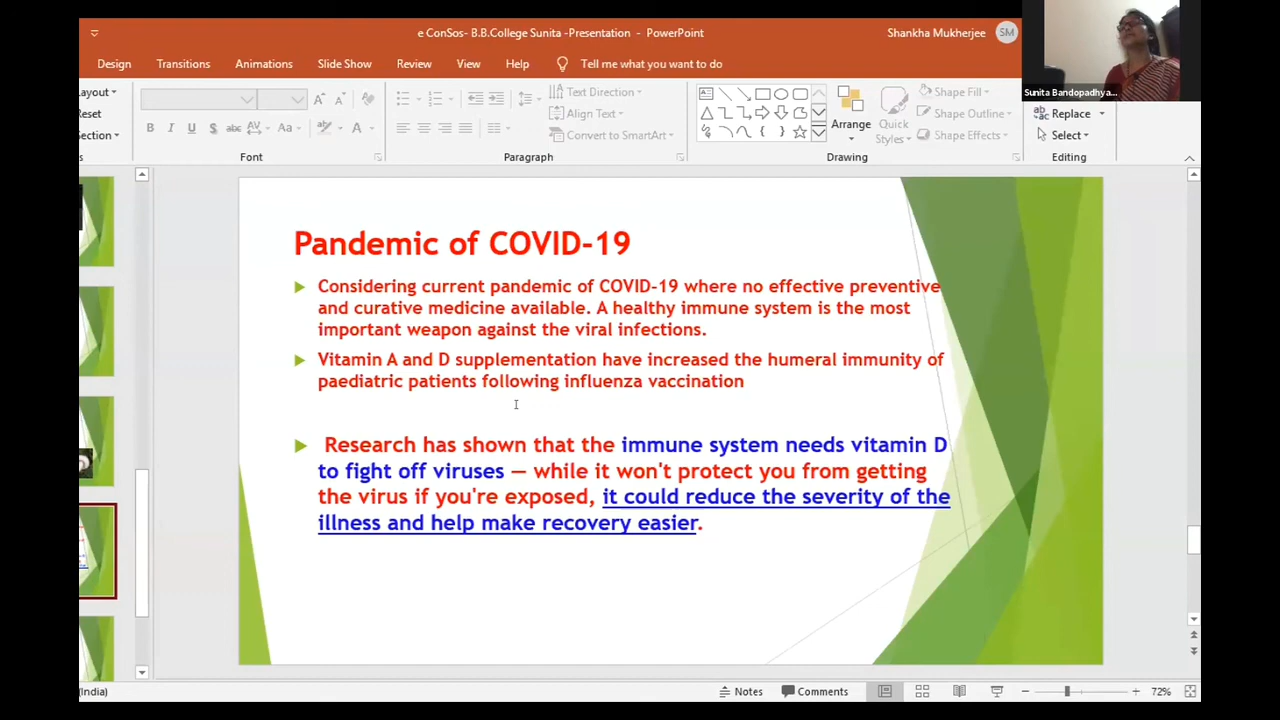 e ConSos- B.B.College Sunita -Presentation - PowerPoint
Shankha Mukherjee
SM
Sunita Bandopadhya...
Design
Transitions
Animations
Slide Show
Review
View
Help
Tell me what you want to do
ayout
Reset
Section
Text Direction
Align Text
Convert to SmartArt
Arrange
Quick
Styles
Shape Fill
Shape Outline
Shape Effects
Replace
Select
B I U S abc AV Aa A
Font
Paragraph
Drawing
Editing
Pandemic of COVID-19
Considering current pandemic of COVID-19 where no effective preventive
and curative medicine available. A healthy immune system is the most
important weapon against the viral infections.
Vitamin A and D supplementation have increased the humeral immunity of
paediatric patients following influenza vaccination
Research has shown that the immune system needs vitamin D
to fight off viruses — while it won't protect you from getting
the virus if you're exposed, it could reduce the severity of the
illness and help make recovery easier.
(India)
Notes
Comments
72%